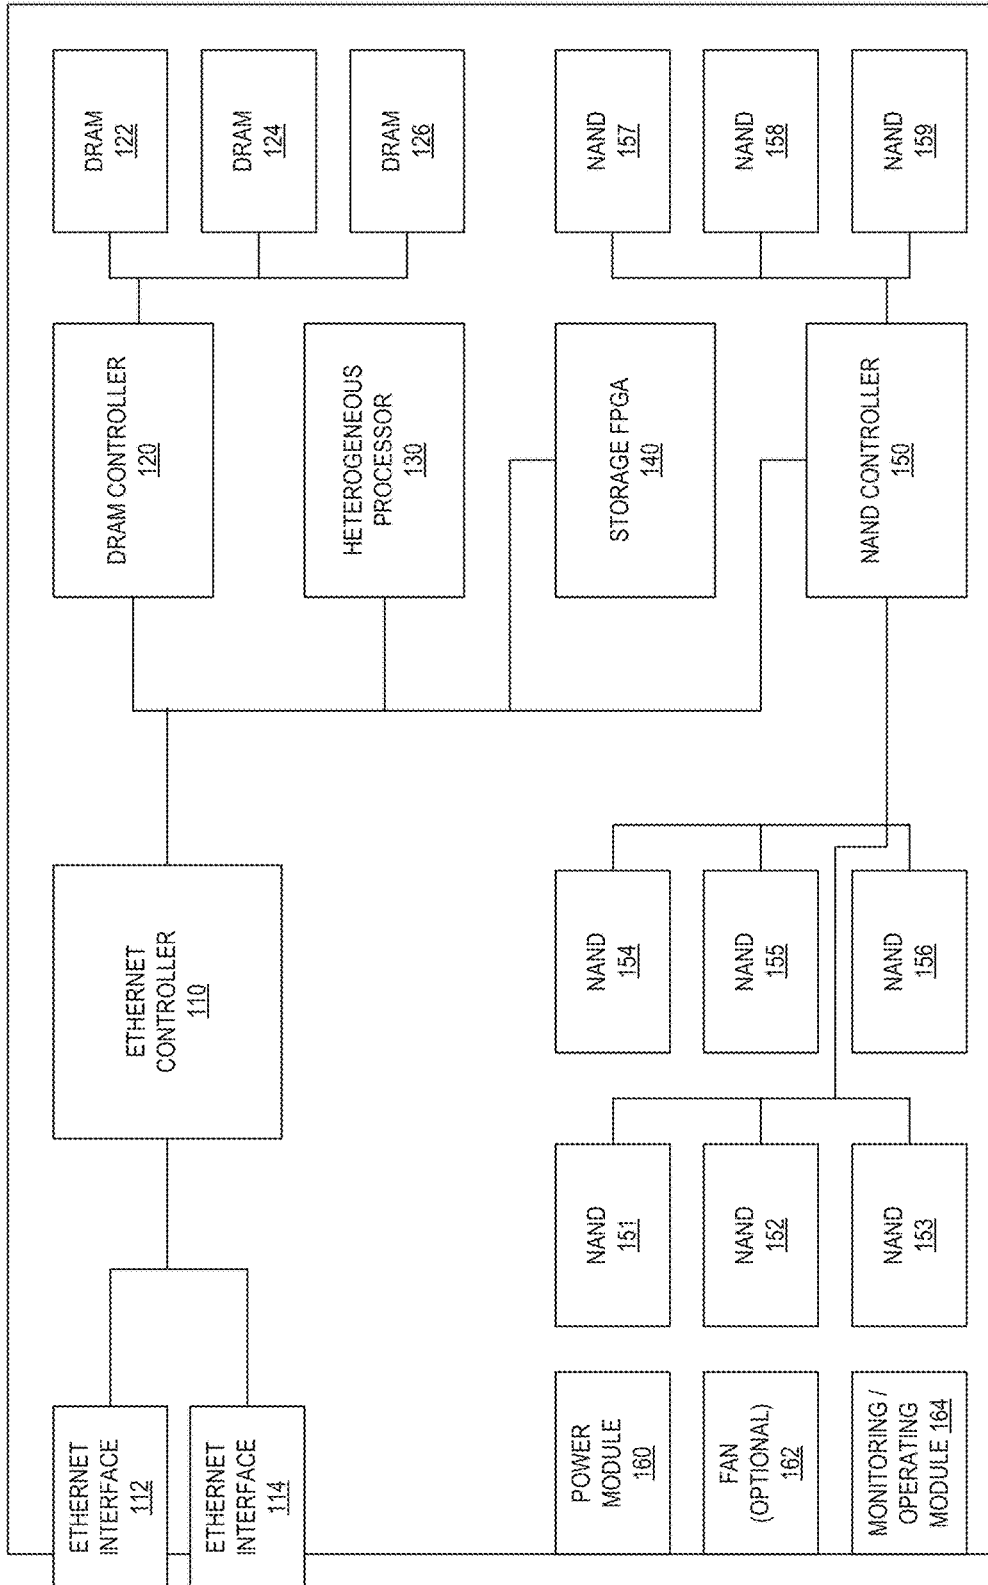 ETHERNET
INTERFACE
112
ETHERNET
INTERFACE
114
ETHERNET
CONTROLLER
110
DRAM CONTROLLER
120
DRAM
122
DRAM
124
DRAM
126
HETEROGENEOUS
PROCESSOR
130
STORAGE FPGA
140
NAND CONTROLLER
150
NAND
157
NAND
158
NAND
159
NAND
154
NAND
155
NAND
156
NAND
151
NAND
152
NAND
153
POWER
MODULE
160
FAN
(OPTIONAL)
162
MONITORING /
OPERATING
MODULE 164